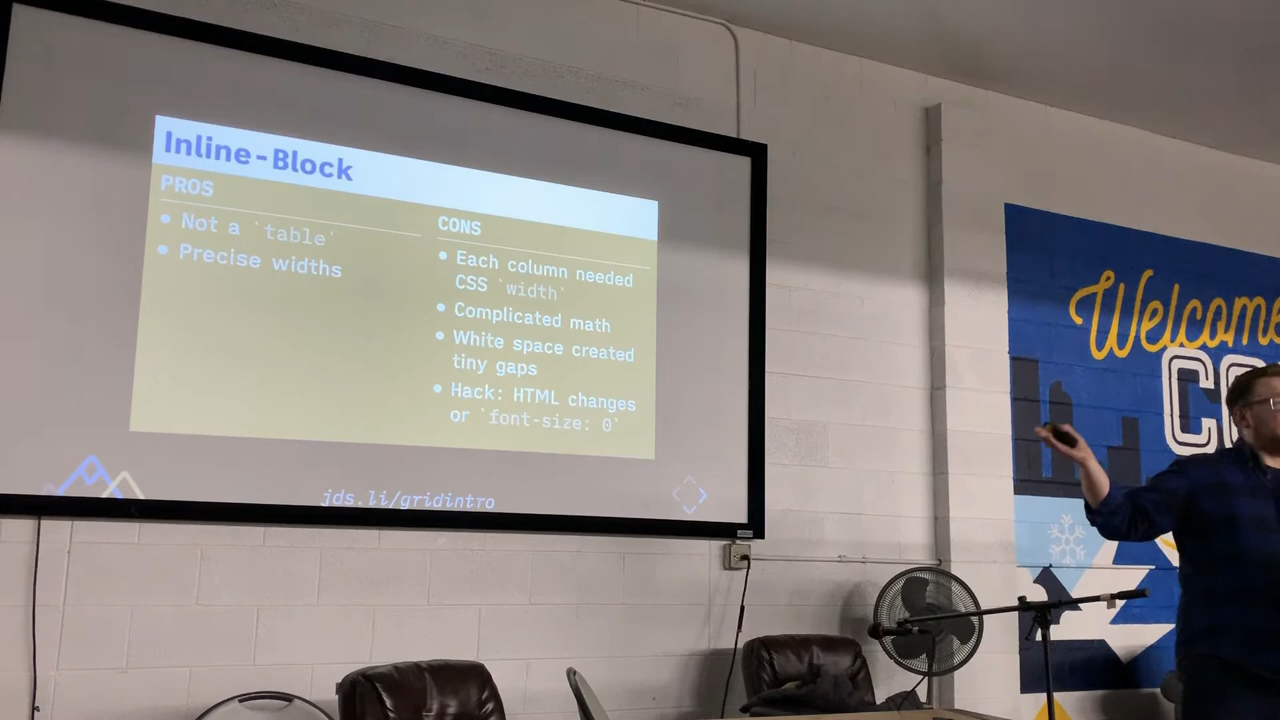 Inline-Block
PROS
• Not a `table`
• Precise widths
CONS
• Each column needed
CSS `width`
• Complicated math
• White space created
tiny gaps
• Hack: HTML changes
or `font-size: 0`
jds.li/gridintro
Welcome